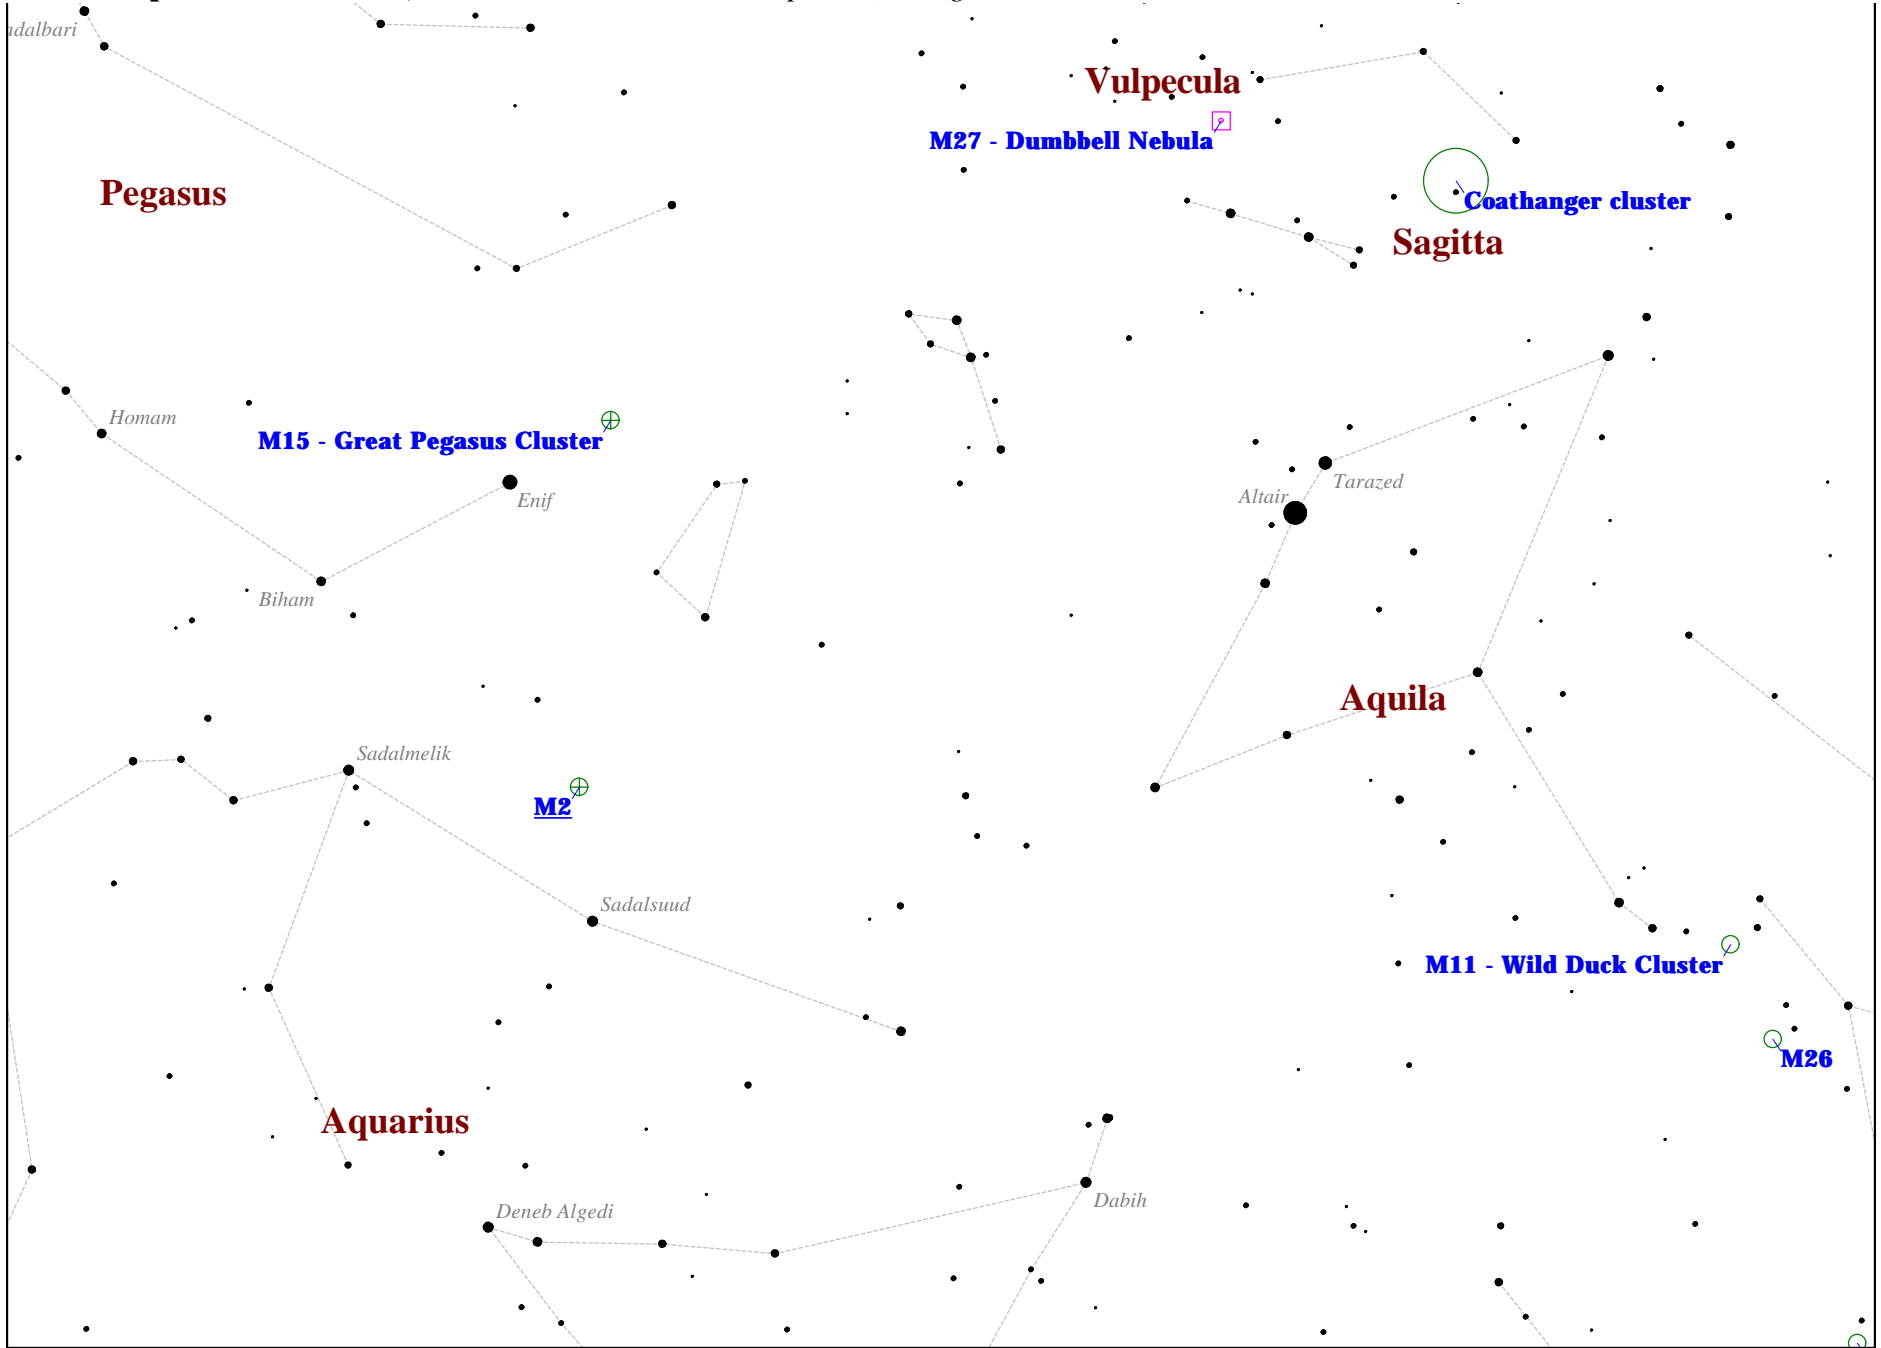 Vulpecula
M27 - Dumbbell Nebula
Pegasus
Coathanger cluster
Sagitta
Homam
M15 - Great Pegasus Cluster
Enif
Tarazed
Altair
Biham
Aquila
Sadalmelik
M2
Sadalsuud
M11 - Wild Duck Cluster
M26
Aquarius
Dabih
Deneb Algedi